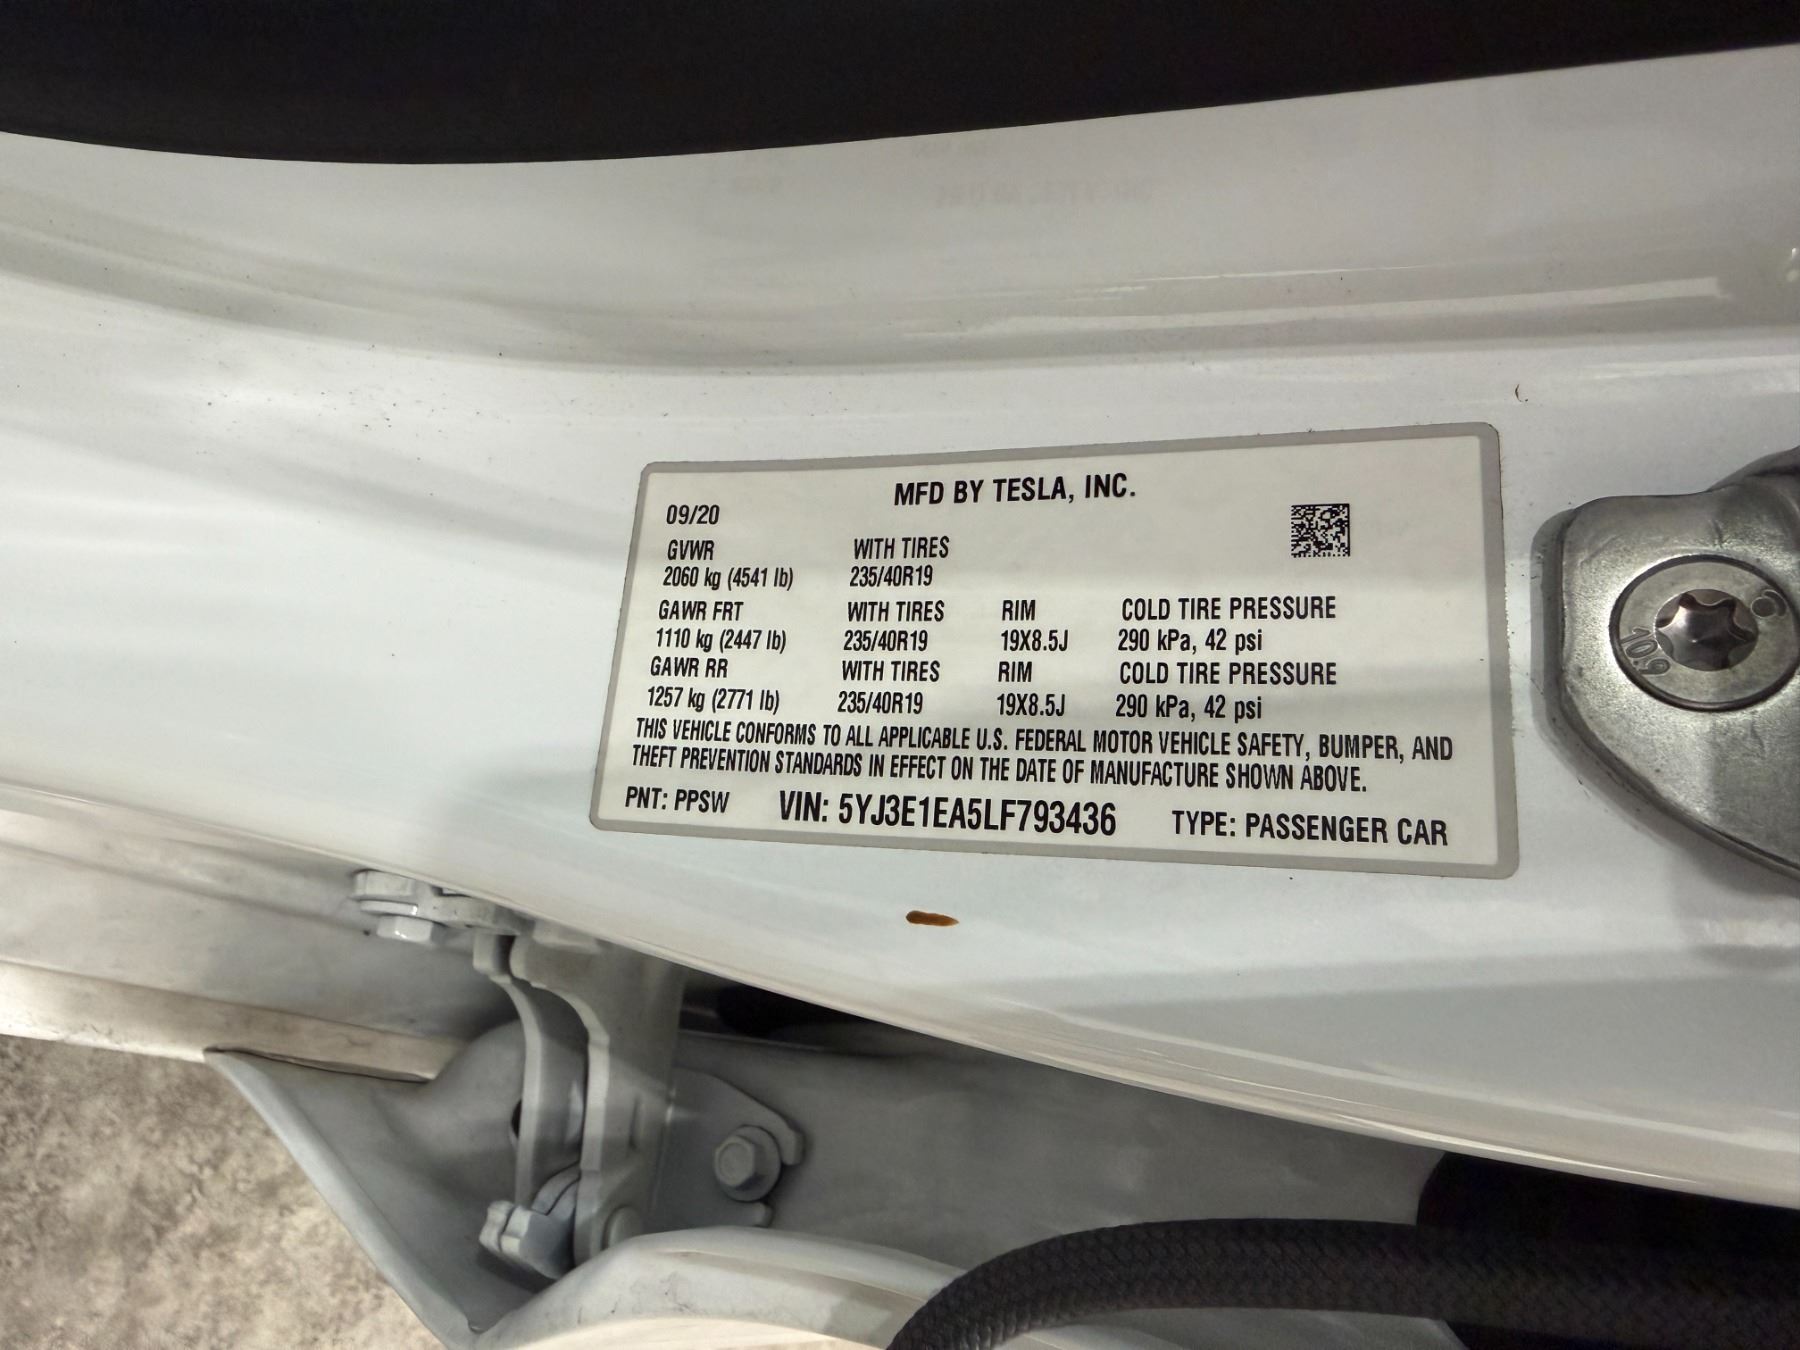 MFD BY TESLA, INC.
09/20
GVWR WITH TIRES
2060 kg (4541 lb) 235/40R19
GAWR FRT WITH TIRES RIM COLD TIRE PRESSURE
1110 kg (2447 lb) 235/40R19 19X8.5J 290 kPa, 42 psi
GAWR RR WITH TIRES RIM COLD TIRE PRESSURE
1257 kg (2771 lb) 235/40R19 19X8.5J 290 kPa, 42 psi
THIS VEHICLE CONFORMS TO ALL APPLICABLE U.S. FEDERAL MOTOR VEHICLE SAFETY, BUMPER, AND
THEFT PREVENTION STANDARDS IN EFFECT ON THE DATE OF MANUFACTURE SHOWN ABOVE.
PNT: PPSW VIN: 5YJ3E1EA5LF793436 TYPE: PASSENGER CAR
10.9